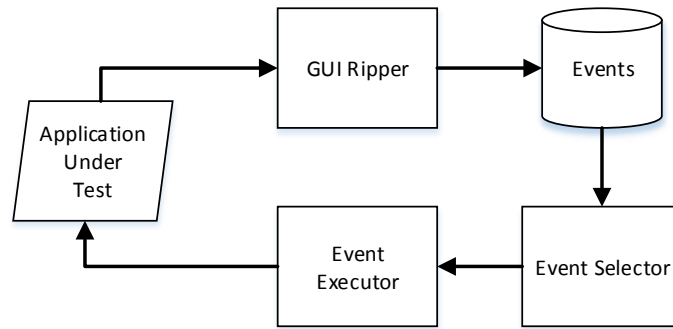 GUI Ripper
Events
Application
Under
Test
Event
Executor
Event Selector